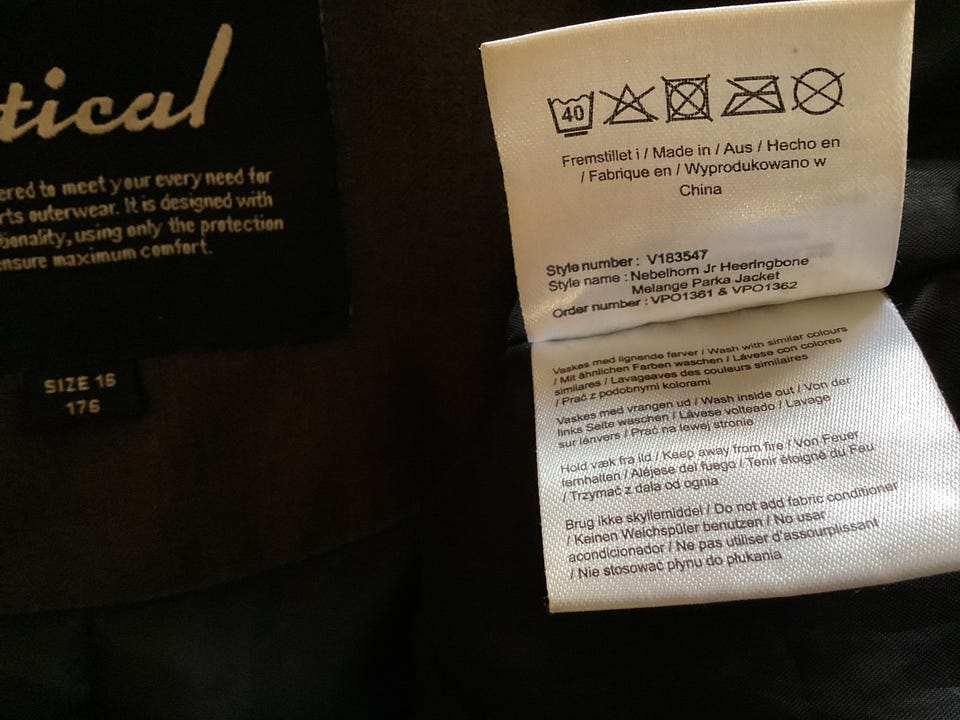 tical
ered to meet your every need for
rts outerwear. It is designed with
ionality, using only the protection
ensure maximum comfort.
SIZE 16
176
40
Fremstillet i / Made in / Aus / Hecho en
/ Fabrique en / Wyprodukowano w
China
Style number : V183547
Style name : Nebelhorn Jr Heeringbone
Melange Parka Jacket
Order number : VPO1361 & VPO1362
Vaskes med lignende farver / Wash with similar colours
/ Mit ähnlichen Farben waschen / Lávese con colores
similares / Lavageaves des couleurs similaires
/ Prać z podobnymi kolorami
Vaskes med vrangen ud / Wash inside out / Von der
links Seite waschen / Lávese volteado / Lavage
sur lénvers / Prać na lewej stronie
Hold væk fra ild / Keep away from fire / Von Feuer
fernhalten / Aléjese del fuego / Tenir étoigné du Feu
/ Trzymać z dala od ognia
Brug ikke skyllemiddel / Do not add fabric conditioner
/ Keinen Weichspüler benutzen / No usar
acondicionador / Ne pas utiliser d'assourplissant
/ Nie stosować płynu do płukania